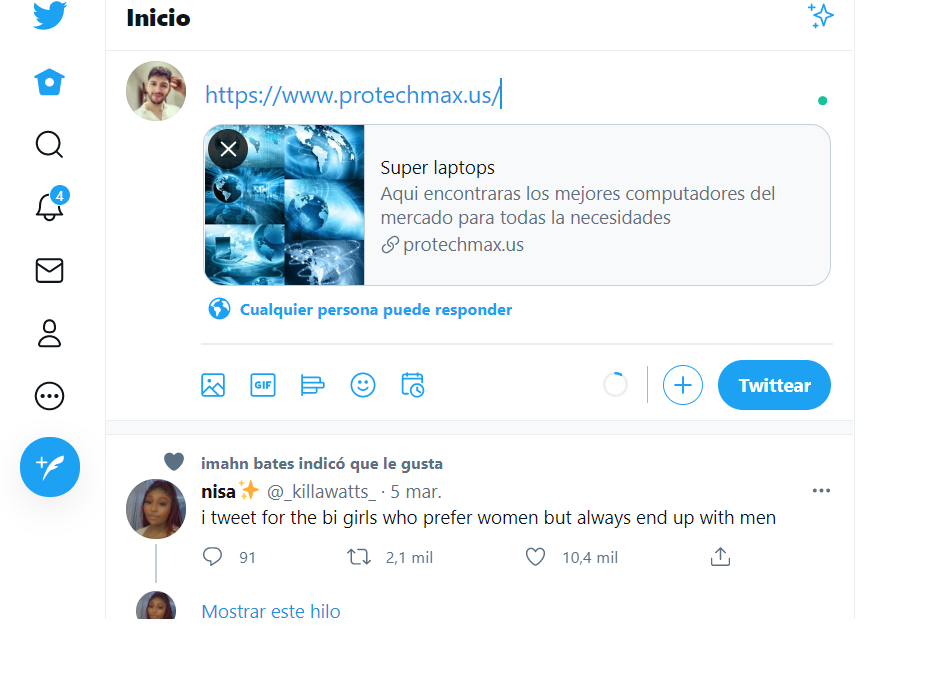 Inicio
https://www.protechmax.us/
Super laptops
Aqui encontraras los mejores computadores del
mercado para todas la necesidades
protechmax.us
Cualquier persona puede responder
GIF
Twittear
4
imahn bates indicó que le gusta
nisa✨ @_killawatts_ · 5 mar.
i tweet for the bi girls who prefer women but always end up with men
91 2,1 mil 10,4 mil
Mostrar este hilo